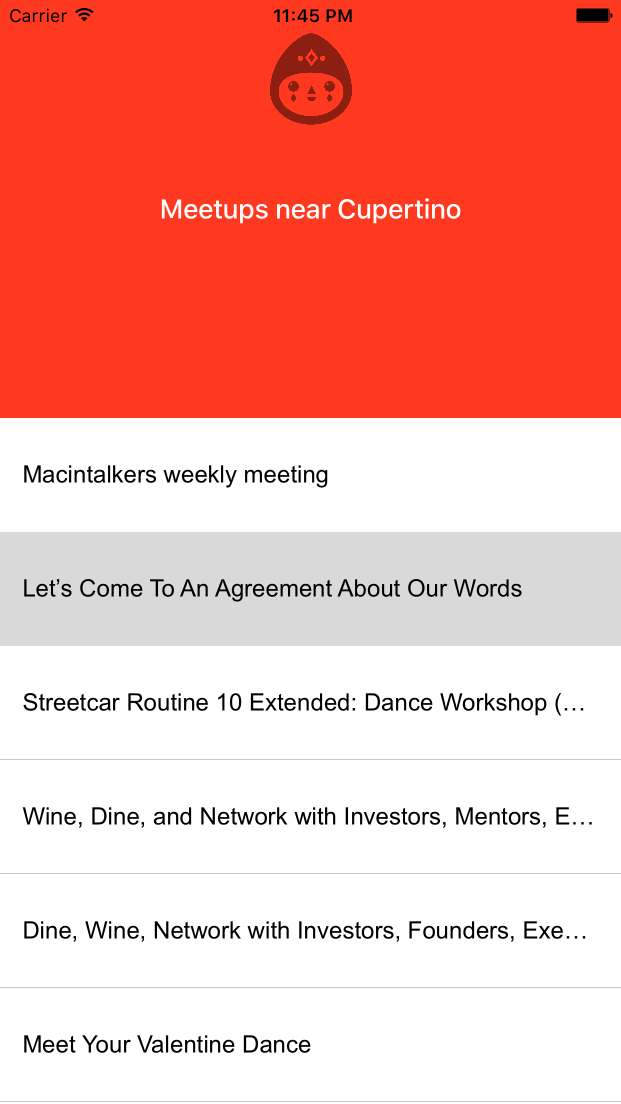 Carrier 11:45 PM
Meetups near Cupertino
Macintalkers weekly meeting
Let’s Come To An Agreement About Our Words
Streetcar Routine 10 Extended: Dance Workshop (…
Wine, Dine, and Network with Investors, Mentors, E…
Dine, Wine, Network with Investors, Founders, Exe…
Meet Your Valentine Dance